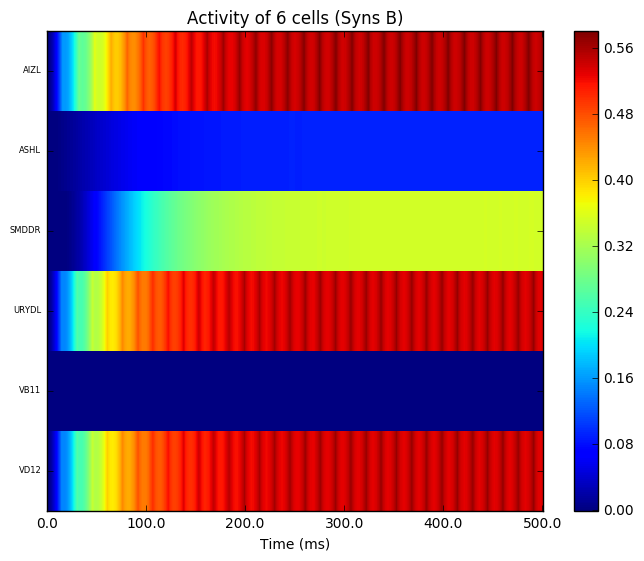 Activity of 6 cells (Syns B)
AIZL
ASHL
SMDDR
URYDL
VB11
VD12
0.0 100.0 200.0 300.0 400.0 500.0
Time (ms)
0.56
0.48
0.40
0.32
0.24
0.16
0.08
0.00